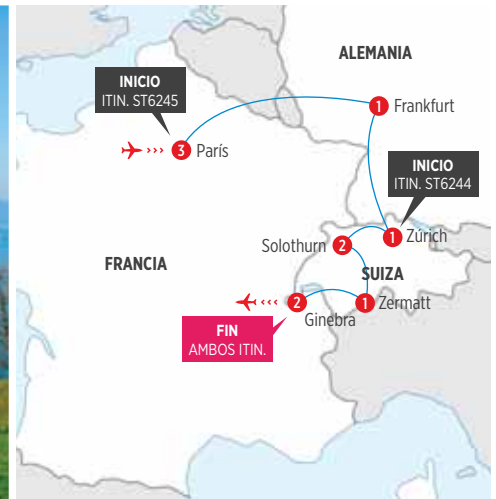 ALEMANIA
INICIO
ITIN. ST6245
1 Frankfurt
3 París
INICIO
ITIN. ST6244
1 Zúrich
Solothurn 2
FRANCIA
SUIZA
2
Ginebra
1 Zermatt
FIN
AMBOS ITIN.